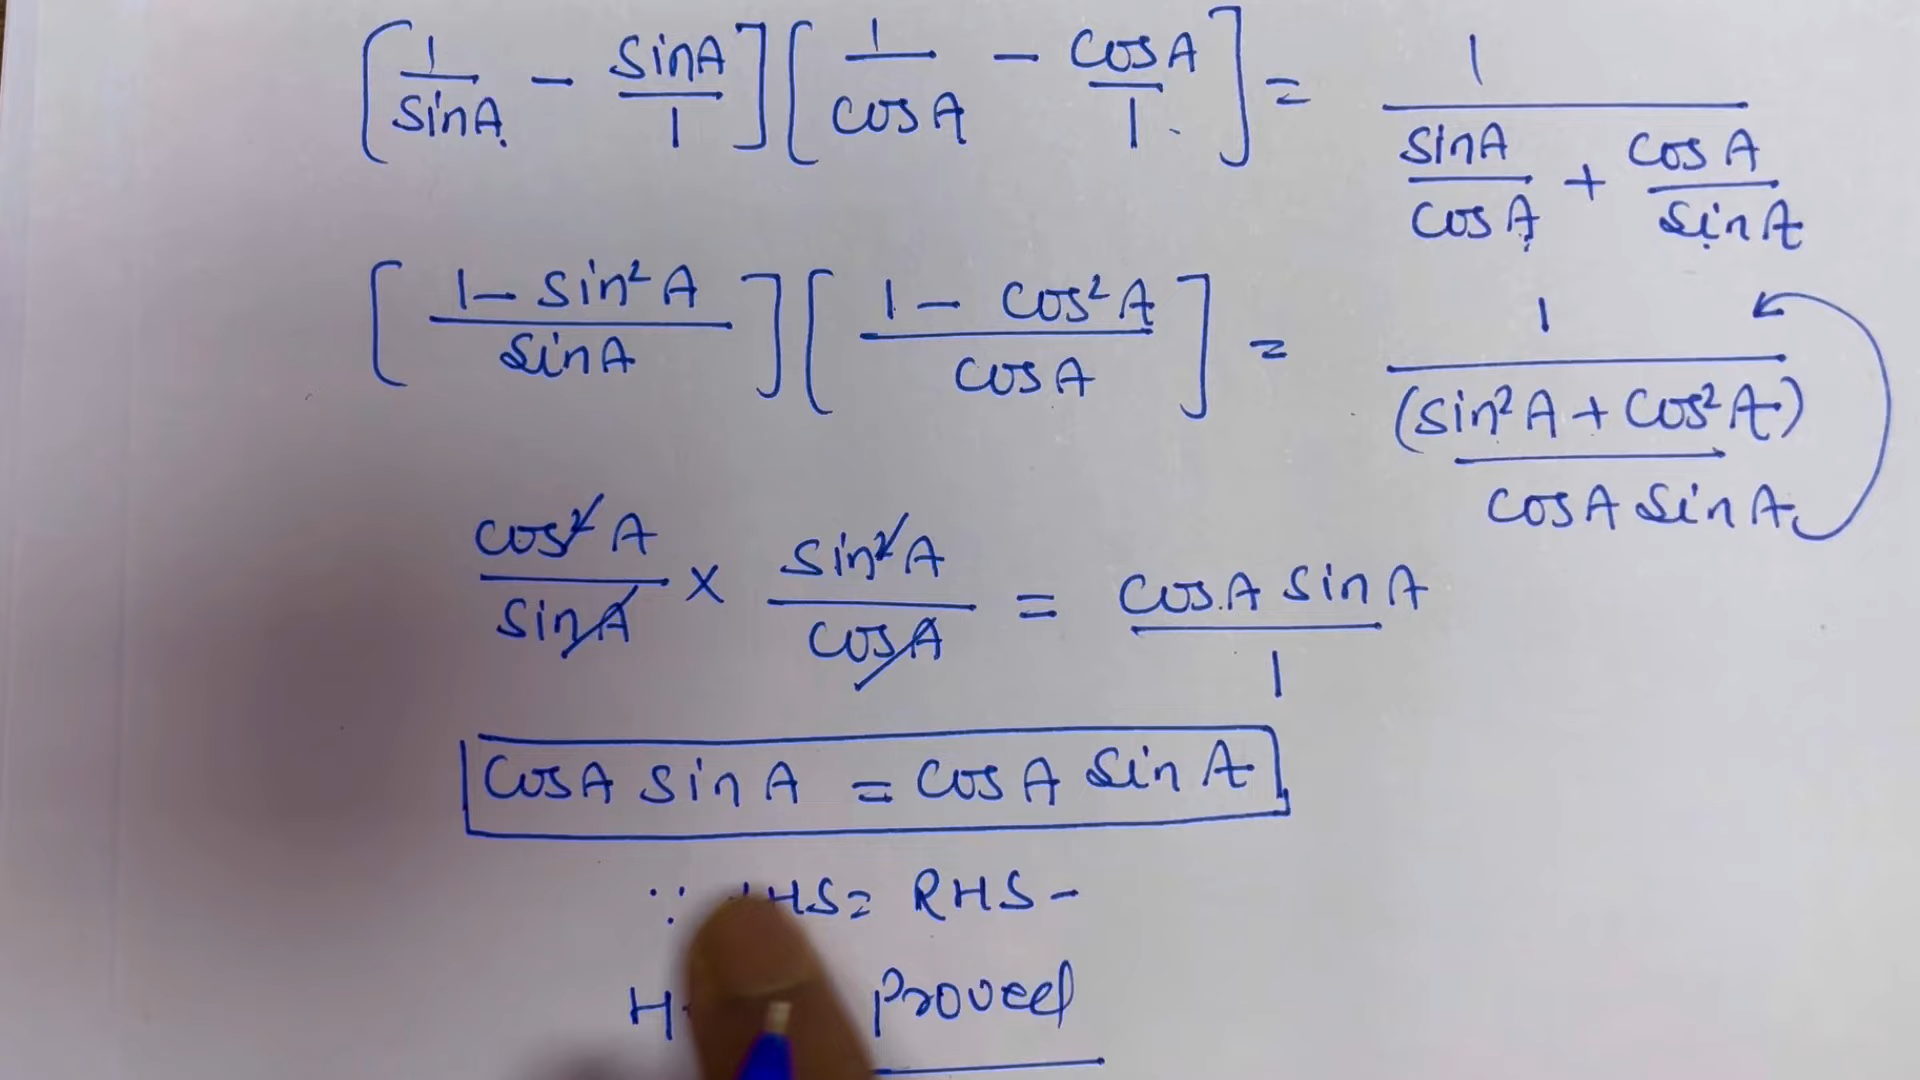 [1/sinA - sinA/1] [1/cosA - cosA/1] = 1/(sinA/cosA + cosA/sinA)
[(1 - sin²A)/sinA] [(1 - cos²A)/cosA] = 1/((sin²A + cos²A)/(cosA sinA))
cos²A/sinA × sin²A/cosA = cosA sinA/1
cosA sinA = cosA sinA
∵ HS = RHS -
Proved